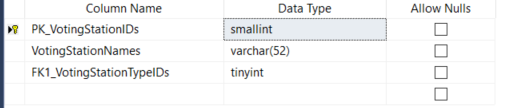 Column Name Data Type Allow Nulls
PK_VotingStationIDs smallint
VotingStationNames varchar(52)
FK1_VotingStationTypeIDs tinyint